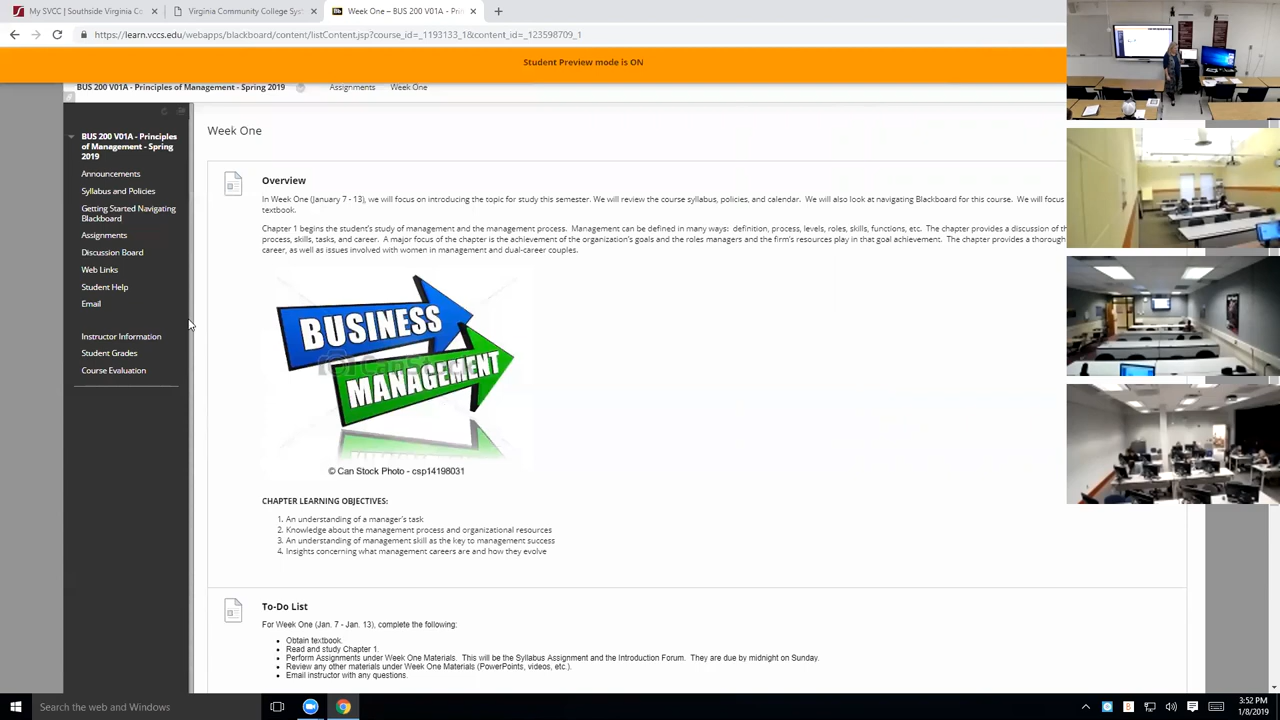 My SVCC | Southside Virginia Co
Virginia Community College Sys
Week One – BUS 200 V01A - Pri
https://learn.vccs.edu/webapps/blackboard/content/listContent.jsp?course_id=_1193133_1&content_id=_123598709_1
Student Preview mode is ON
BUS 200 V01A - Principles of Management - Spring 2019
Assignments
Week One
BUS 200 V01A - Principles
of Management - Spring
2019
Announcements
Syllabus and Policies
Getting Started Navigating
Blackboard
Assignments
Discussion Board
Web Links
Student Help
Email
Instructor Information
Student Grades
Course Evaluation
Week One
Overview
In Week One (January 7 - 13), we will focus on introducing the topic for study this semester. We will review the course syllabus, policies, and calendar. We will also look at navigating Blackboard for this course. We will focus
textbook.
Chapter 1 begins the student's study of management and the management process. Management can be defined in many ways: definition, process, levels, roles, skills, functions, etc. The chapter provides a discussion of th
process, skills, tasks, and career. A major focus of the chapter is the achievement of the organization's goals and the roles managers and the firm's resources play in that goal achievement. The chapter provides a thorough
career, as well as issues involved with women in management and dual-career couples.
BUSINESS
MANAGEMENT
© Can Stock Photo - csp14198031
CHAPTER LEARNING OBJECTIVES:
1. An understanding of a manager's task
2. Knowledge about the management process and organizational resources
3. An understanding of management skill as the key to management success
4. Insights concerning what management careers are and how they evolve
To-Do List
For Week One (Jan. 7 - Jan. 13), complete the following:
• Obtain textbook.
• Read and study Chapter 1.
• Perform Assignments under Week One Materials. This will be the Syllabus Assignment and the Introduction Forum. They are due by midnight on Sunday.
• Review any other materials under Week One Materials (PowerPoints, videos, etc.).
• Email instructor with any questions.
Search the web and Windows
3:52 PM
1/8/2019